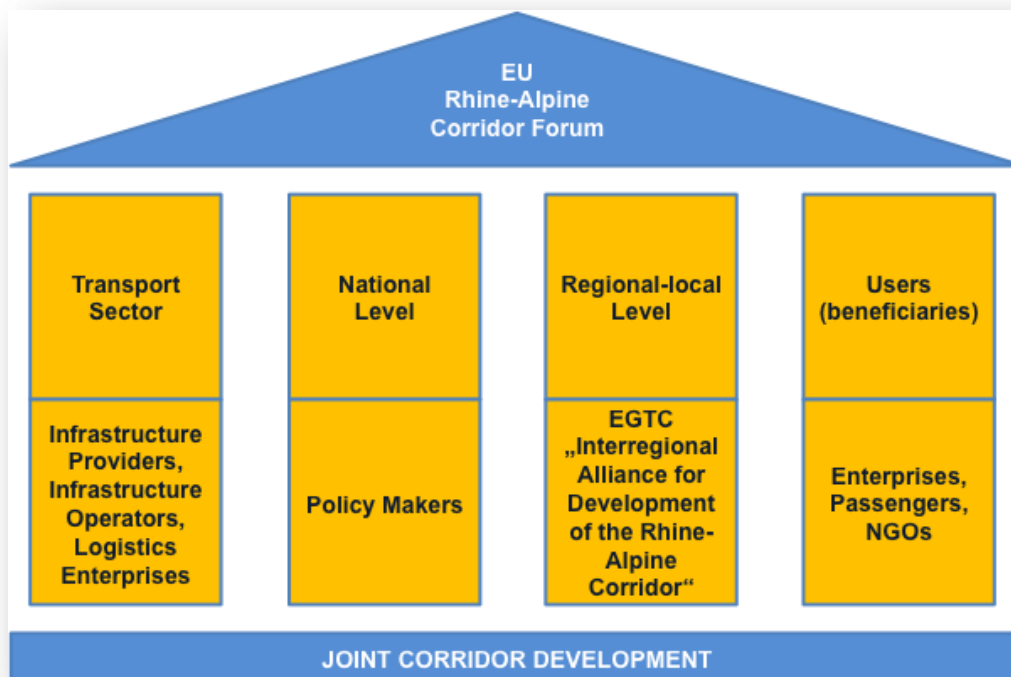 EU
Rhine-Alpine
Corridor Forum
Transport
Sector
National
Level
Regional-local
Level
Users
(beneficiaries)
Infrastructure
Providers,
Infrastructure
Operators,
Logistics
Enterprises
Policy Makers
EGTC
„Interregional
Alliance for
Development
of the Rhine-
Alpine
Corridor“
Enterprises,
Passengers,
NGOs
JOINT CORRIDOR DEVELOPMENT